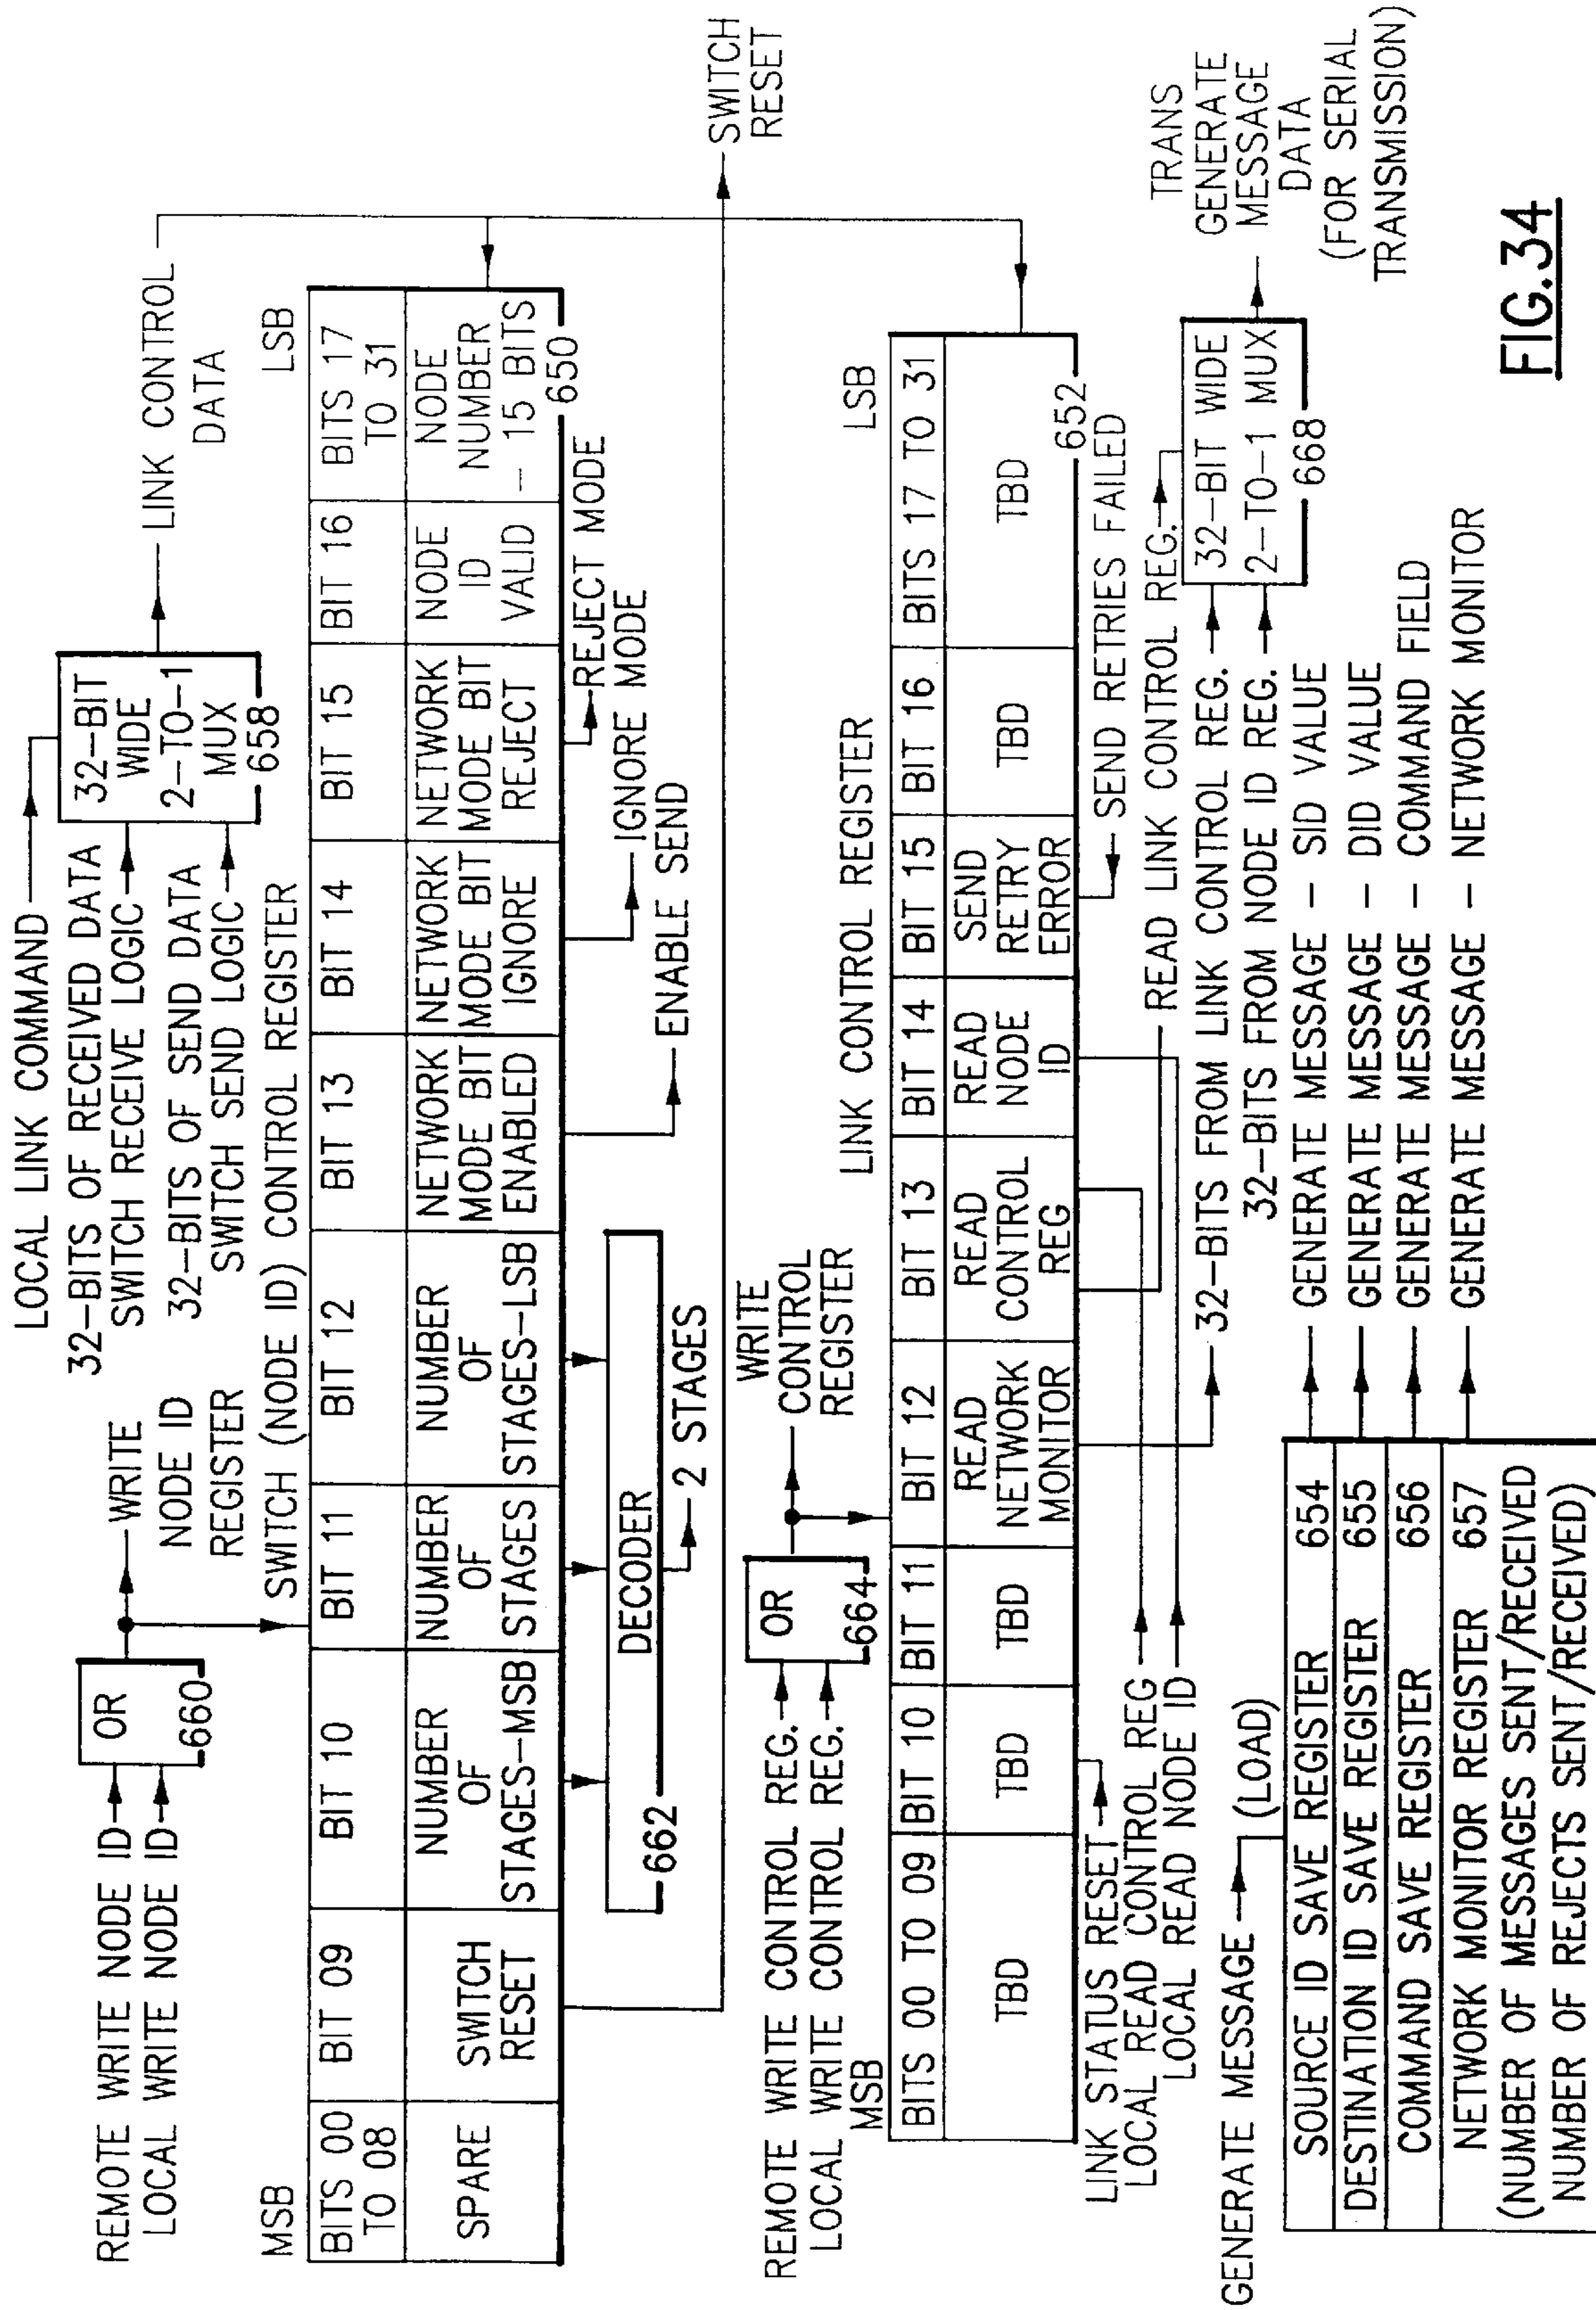 LOCAL LINK COMMAND
32-BITS OF RECEIVED DATA
SWITCH RECEIVE LOGIC
32-BITS OF SEND DATA
SWITCH SEND LOGIC
32-BIT
WIDE
2-TO-1
MUX
658
LINK CONTROL
DATA
REMOTE WRITE NODE ID
LOCAL WRITE NODE ID
OR
660
WRITE
NODE ID
REGISTER
SWITCH (NODE ID) CONTROL REGISTER
MSB
LSB
BITS 00
TO 08
BIT 09
BIT 10
BIT 11
BIT 12
BIT 13
BIT 14
BIT 15
BIT 16
BITS 17
TO 31
SPARE
SWITCH
RESET
NUMBER
OF
STAGES-MSB
NUMBER
OF
STAGES
NUMBER
OF
STAGES-LSB
NETWORK
MODE BIT
ENABLED
NETWORK
MODE BIT
IGNORE
NETWORK
MODE BIT
REJECT
NODE
ID
VALID
NODE
NUMBER
- 15 BITS
650
DECODER
662
2 STAGES
ENABLE SEND
IGNORE MODE
REJECT MODE
SWITCH
RESET
REMOTE WRITE CONTROL REG.
LOCAL WRITE CONTROL REG.
OR
664
WRITE
CONTROL
REGISTER
LINK CONTROL REGISTER
MSB
LSB
BITS 00 TO 09
BIT 10
BIT 11
BIT 12
BIT 13
BIT 14
BIT 15
BIT 16
BITS 17 TO 31
TBD
TBD
TBD
READ
NETWORK
MONITOR
READ
CONTROL
REG
READ
NODE
ID
SEND
RETRY
ERROR
TBD
TBD
652
LINK STATUS RESET
LOCAL READ CONTROL REG
LOCAL READ NODE ID
SEND RETRIES FAILED
READ LINK CONTROL REG.
32-BITS FROM LINK CONTROL REG.
32-BITS FROM NODE ID REG.
32-BIT WIDE
2-TO-1 MUX
668
TRANS
GENERATE
MESSAGE
DATA
(FOR SERIAL
TRANSMISSION)
GENERATE MESSAGE
(LOAD)
SOURCE ID SAVE REGISTER 654
GENERATE MESSAGE - SID VALUE
DESTINATION ID SAVE REGISTER 655
GENERATE MESSAGE - DID VALUE
COMMAND SAVE REGISTER 656
GENERATE MESSAGE - COMMAND FIELD
NETWORK MONITOR REGISTER 657
GENERATE MESSAGE - NETWORK MONITOR
(NUMBER OF MESSAGES SENT/RECEIVED
NUMBER OF REJECTS SENT/RECEIVED)
FIG.34